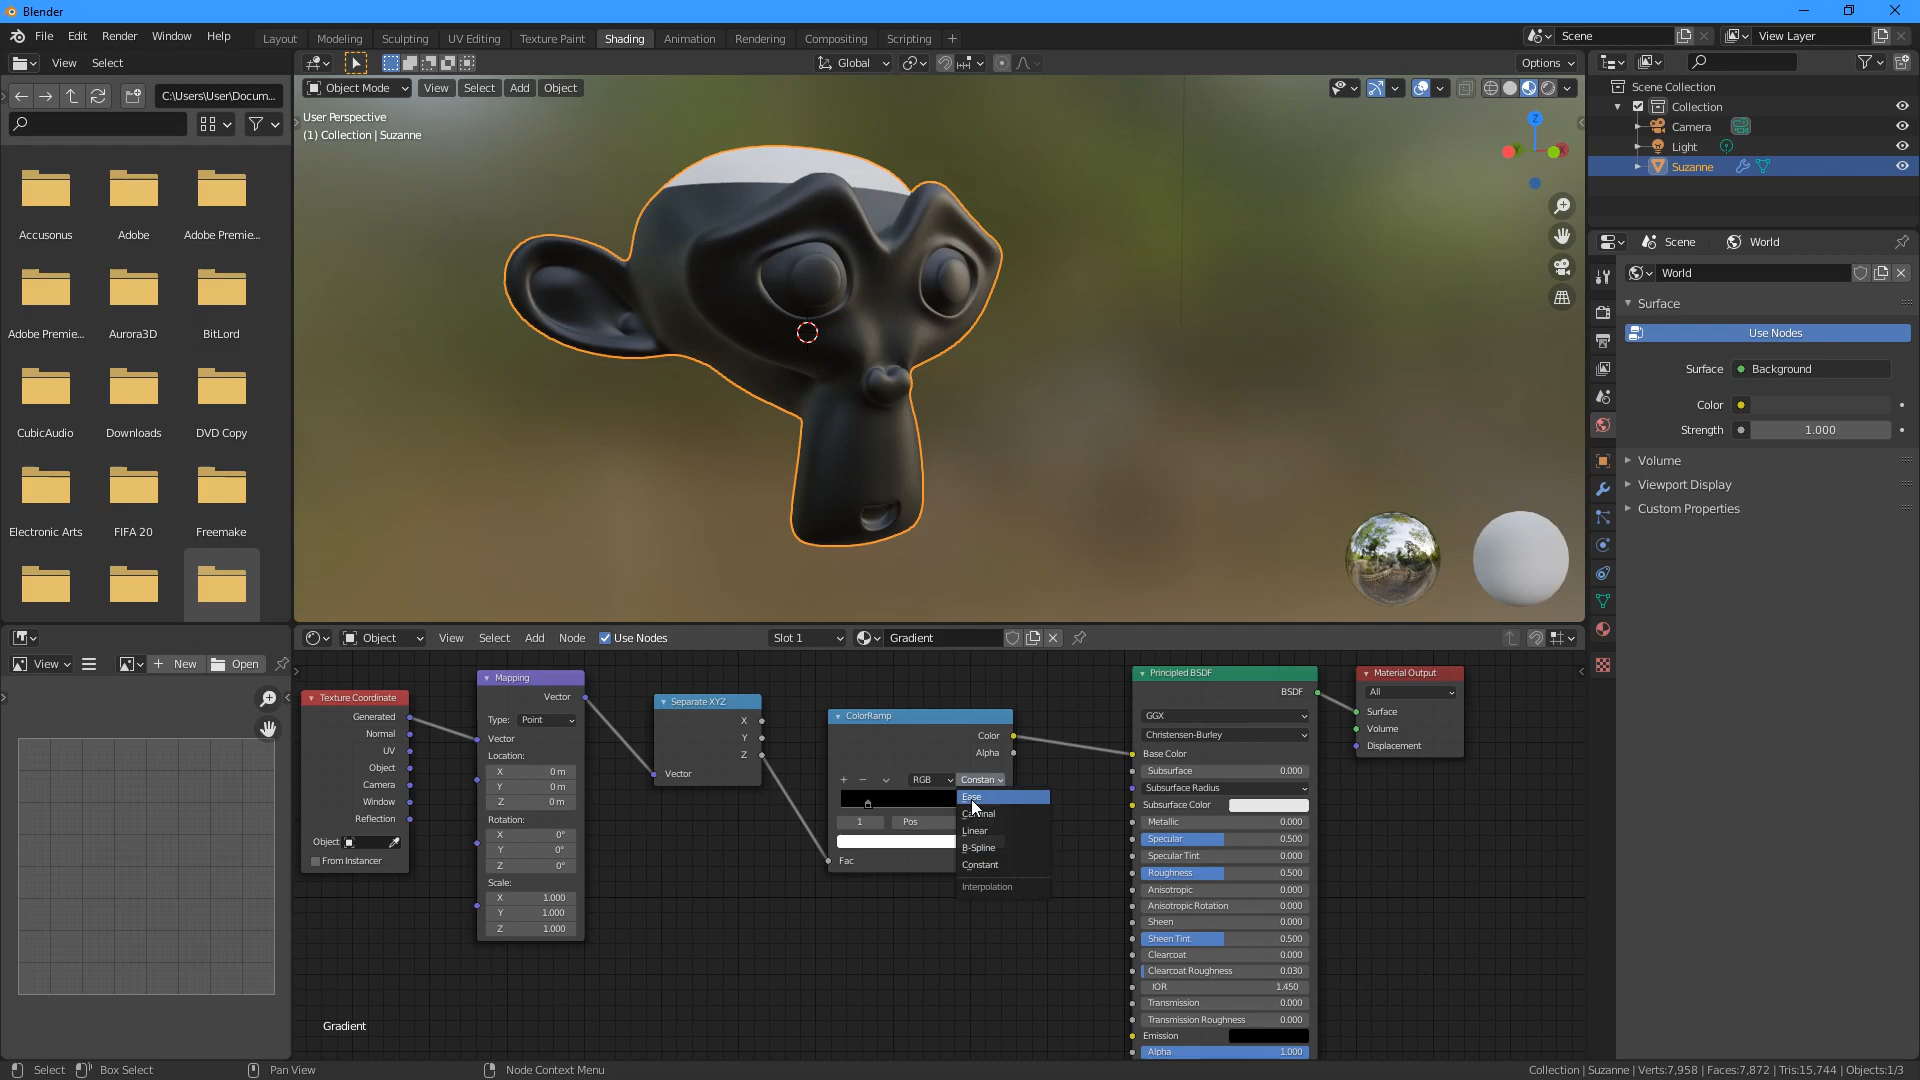 Blender
File Edit Render Window Help
Layout Modeling Sculpting UV Editing Texture Paint Shading Animation Rendering Compositing Scripting +
Scene
View Layer
View Select
Global
Options
C:\Users\User\Docum...
Object Mode View Select Add Object
User Perspective
(1) Collection | Suzanne
Z
Accusonus Adobe Adobe Premie...
Adobe Premie... Aurora3D BitLord
CubicAudio Downloads DVD Copy
Electronic Arts FIFA 20 Freemake
Scene Collection
Collection
Camera
Light
Suzanne
Scene World
World
Surface
Use Nodes
Surface Background
Color
Strength 1.000
Volume
Viewport Display
Custom Properties
View New Open
Object View Select Add Node Use Nodes Slot 1 Gradient
Texture Coordinate
Generated
Normal
UV
Object
Camera
Window
Reflection
Object
From Instancer
Mapping
Vector
Type: Point
Vector
Location:
X 0 m
Y 0 m
Z 0 m
Rotation:
X 0°
Y 0°
Z 0°
Scale:
X 1.000
Y 1.000
Z 1.000
Separate XYZ
X
Y
Z
Vector
ColorRamp
Color
Alpha
+ − RGB Constan
1 Pos
Fac
Ease
Linear
B-Spline
Constant
Interpolation
Principled BSDF
BSDF
GGX
Christensen-Burley
Base Color
Subsurface 0.000
Subsurface Radius
Subsurface Color
Metallic 0.000
Specular 0.500
Specular Tint 0.000
Roughness 0.500
Anisotropic 0.000
Anisotropic Rotation 0.000
Sheen 0.000
Sheen Tint 0.500
Clearcoat 0.000
Clearcoat Roughness 0.030
IOR 1.450
Transmission 0.000
Transmission Roughness 0.000
Emission
Alpha 1.000
Material Output
All
Surface
Volume
Displacement
Gradient
Select Box Select Pan View Node Context Menu
Collection | Suzanne | Verts:7,958 | Faces:7,872 | Tris:15,744 | Objects:1/3